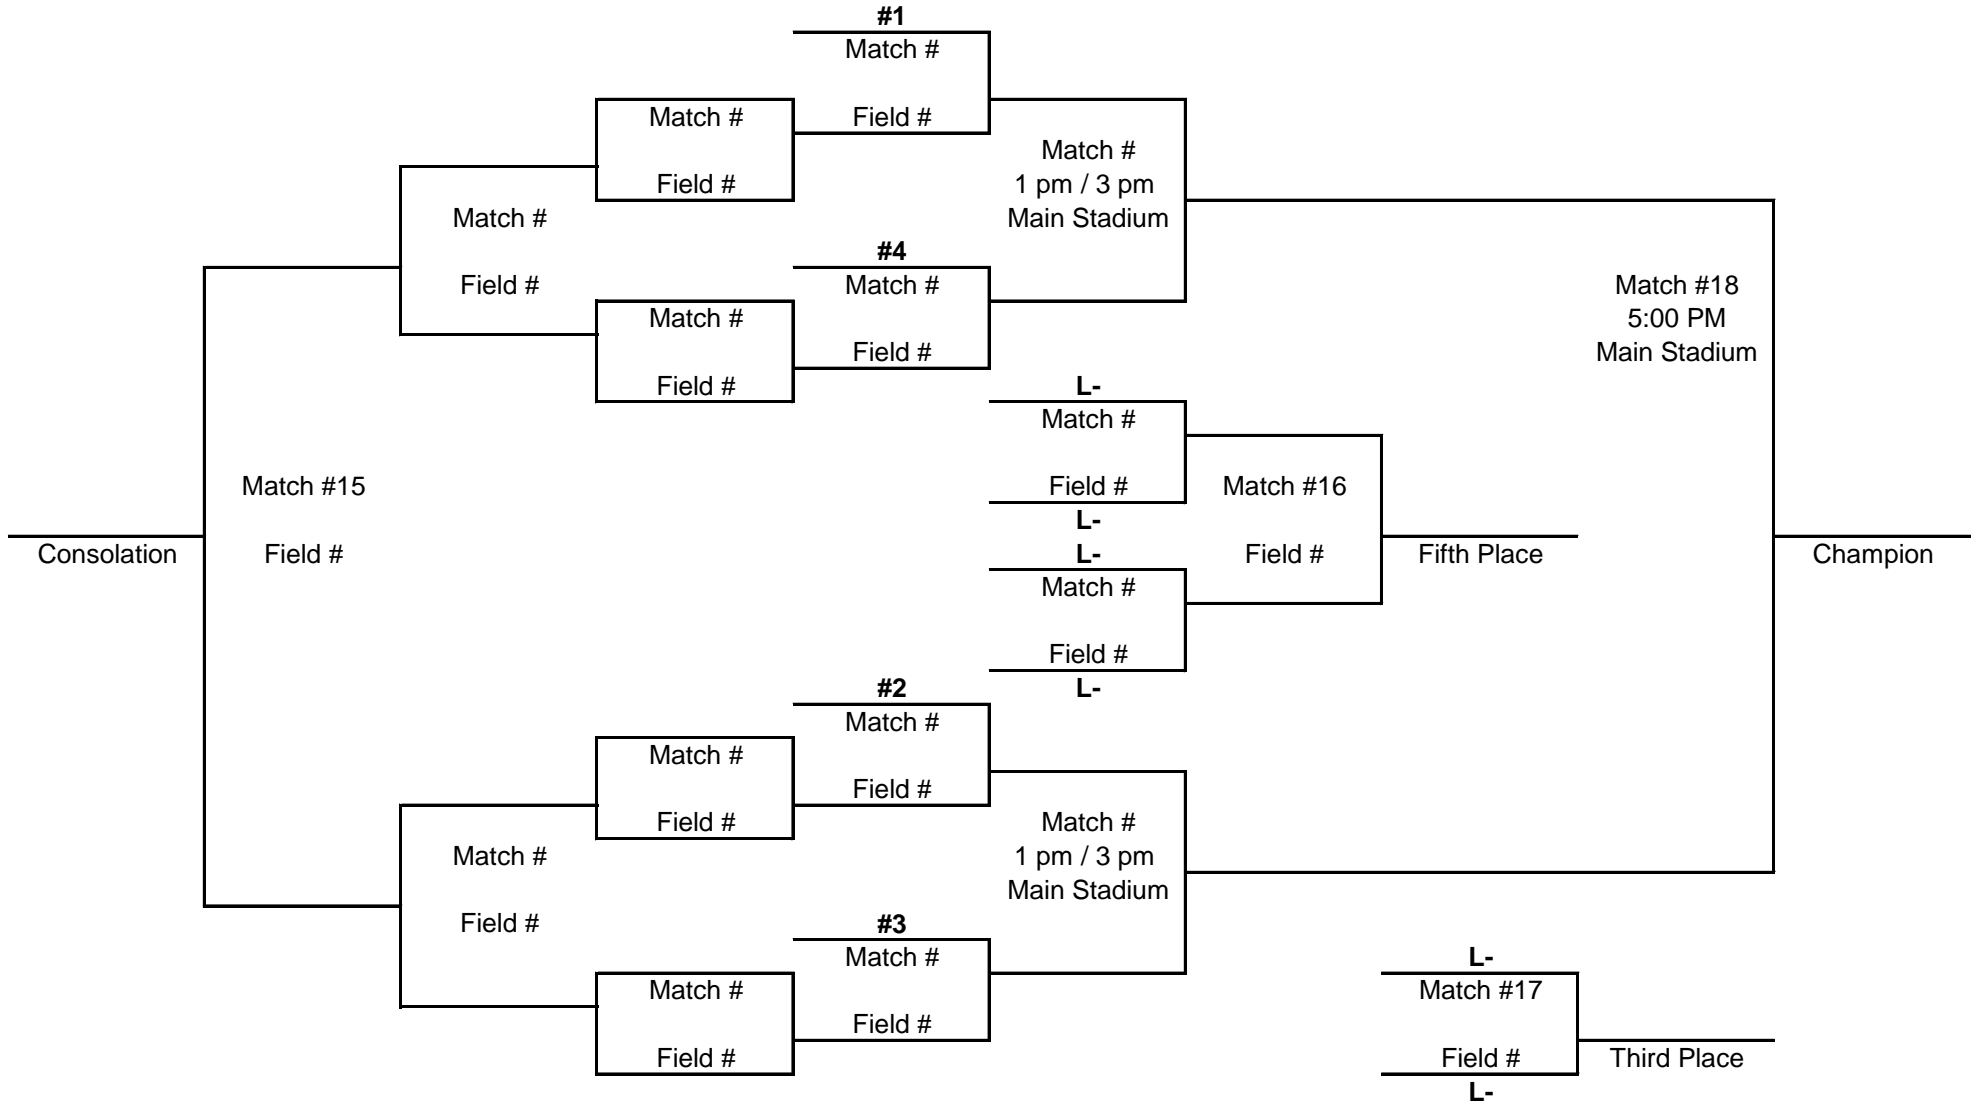 #1
Match #
Field #
Match #
Field #
Match #
1 pm / 3 pm
Main Stadium
Match #
Field #
#4
Match #
Field #
Match #
Field #
Match #18
5:00 PM
Main Stadium
L-
Match #
Field #
L-
Match #15
Field #
Consolation
Match #16
Field #
Fifth Place
Champion
L-
Match #
Field #
L-
#2
Match #
Field #
Match #
Field #
Match #
1 pm / 3 pm
Main Stadium
Match #
Field #
#3
Match #
Field #
Match #
Field #
L-
Match #17
Field #
L-
Third Place